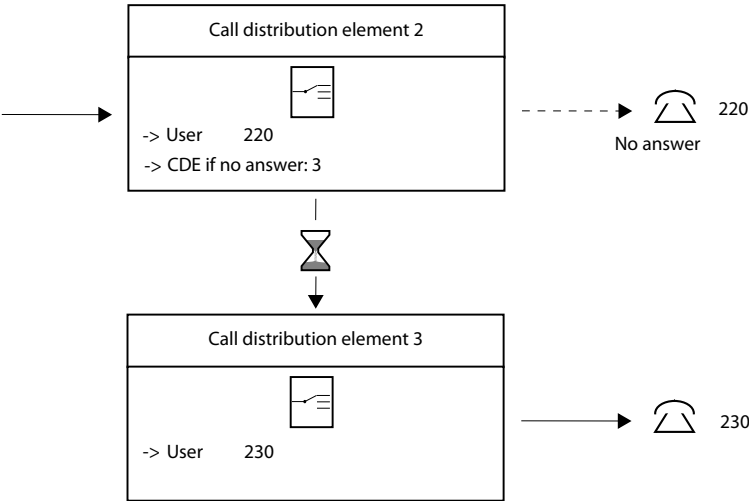 Call distribution element 2
-> User 220
-> CDE if no answer: 3
220
No answer
Call distribution element 3
-> User 230
230